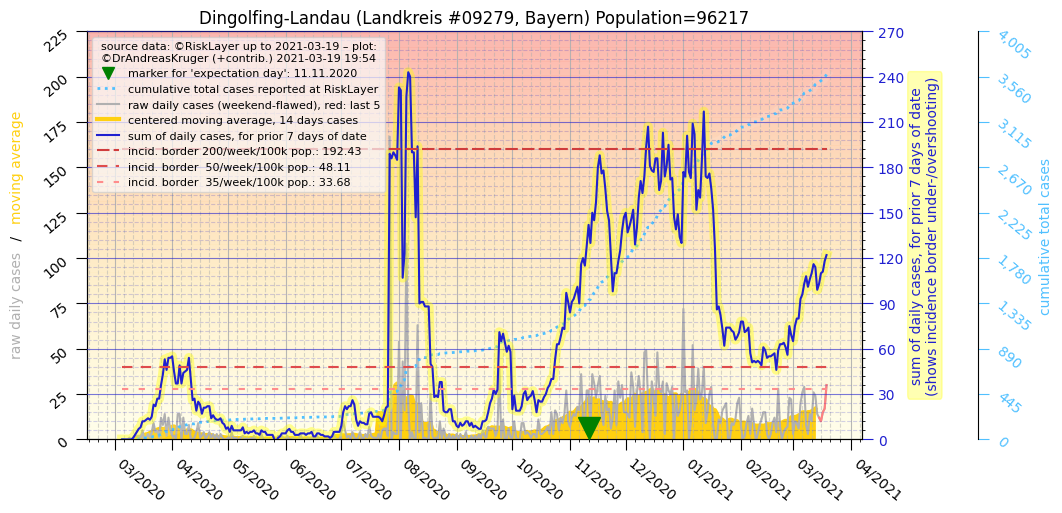 Dingolfing-Landau (Landkreis #09279, Bayern) Population=96217
source data: ©RiskLayer up to 2021-03-19 – plot:
©DrAndreasKruger (+contrib.) 2021-03-19 19:54
marker for 'expectation day': 11.11.2020
cumulative total cases reported at RiskLayer
raw daily cases (weekend-flawed), red: last 5
centered moving average, 14 days cases
sum of daily cases, for prior 7 days of date
incid. border 200/week/100k pop.: 192.43
incid. border  50/week/100k pop.: 48.11
incid. border  35/week/100k pop.: 33.68
raw daily cases / moving average
225
200
175
150
125
100
75
50
25
0
03/2020
04/2020
05/2020
06/2020
07/2020
08/2020
09/2020
10/2020
11/2020
12/2020
01/2021
02/2021
03/2021
04/2021
270
240
210
180
150
120
90
60
30
0
sum of daily cases, for prior 7 days of date
(shows incidence border under-/overshooting)
4,005
3,560
3,115
2,670
2,225
1,780
1,335
890
445
0
cumulative total cases